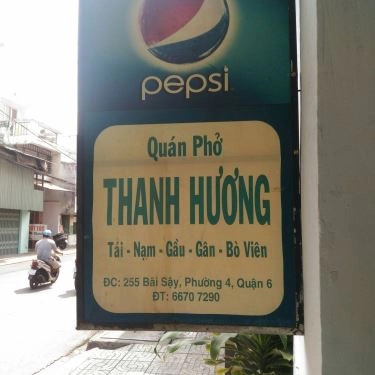 pepsi
Quán Phở
THANH HƯƠNG
Tái - Nạm - Gầu - Gân - Bò Viên
ĐC: 255 Bãi Sậy, Phường 4, Quận 6
ĐT: 6670 7290